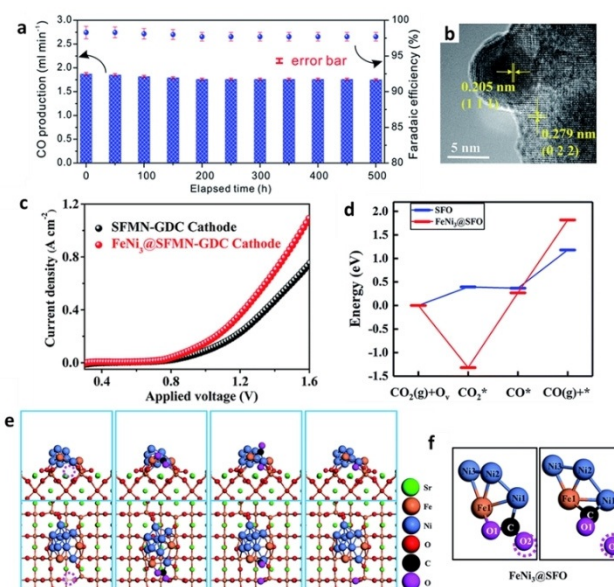 a
CO production (ml min⁻¹)
3.0
2.5
2.0
1.5
1.0
0.5
0.0
error bar
0 100 200 300 400 500
Elapsed time (h)
100
95
90
85
80
Faradaic efficiency (%)
b
0.205 nm
(1 1 1)
0.279 nm
(0 2 2)
5 nm
c
Current density (A cm⁻²)
1.2
0.8
0.4
0.0
SFMN-GDC Cathode
FeNi₃@SFMN-GDC Cathode
0.4 0.8 1.2 1.6
Applied voltage (V)
d
Energy (eV)
2.0
1.5
1.0
0.5
0.0
-0.5
-1.0
-1.5
SFO
FeNi₃@SFO
CO₂(g)+Oᵥ CO₂* CO* CO(g)+*
e
Sr
Fe
Ni
O
C
O
f
Ni3 Ni2
Ni1
Fe1
O1 C
O2
Ni2
Fe1
C
O1
FeNi₃@SFO